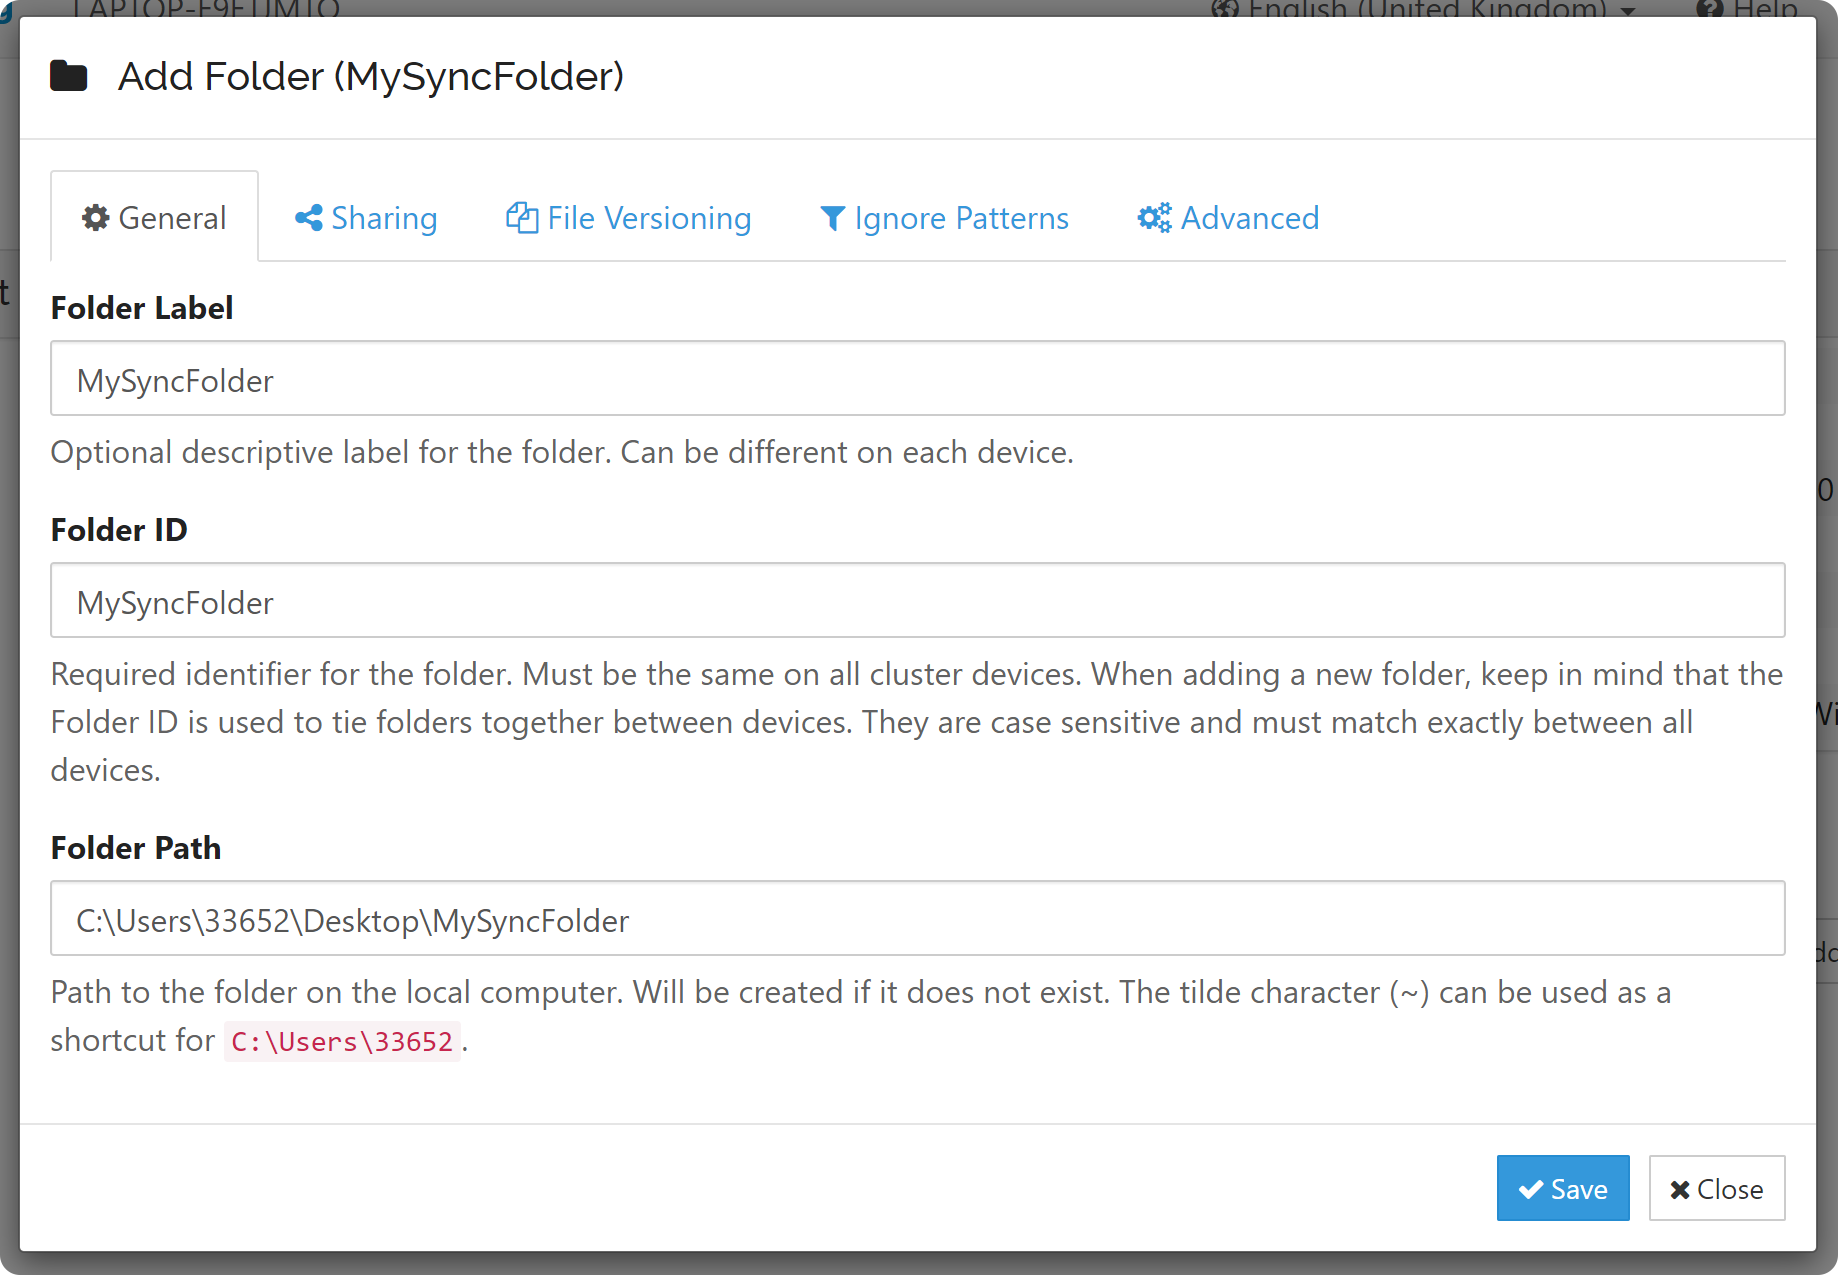 English (United Kingdom)
Help
Add Folder (MySyncFolder)
General
Sharing
File Versioning
Ignore Patterns
Advanced
Folder Label
MySyncFolder
Optional descriptive label for the folder. Can be different on each device.
Folder ID
MySyncFolder
Required identifier for the folder. Must be the same on all cluster devices. When adding a new folder, keep in mind that the
Folder ID is used to tie folders together between devices. They are case sensitive and must match exactly between all
devices.
Folder Path
C:\Users\33652\Desktop\MySyncFolder
Path to the folder on the local computer. Will be created if it does not exist. The tilde character (~) can be used as a
shortcut for C:\Users\33652.
Save
Close